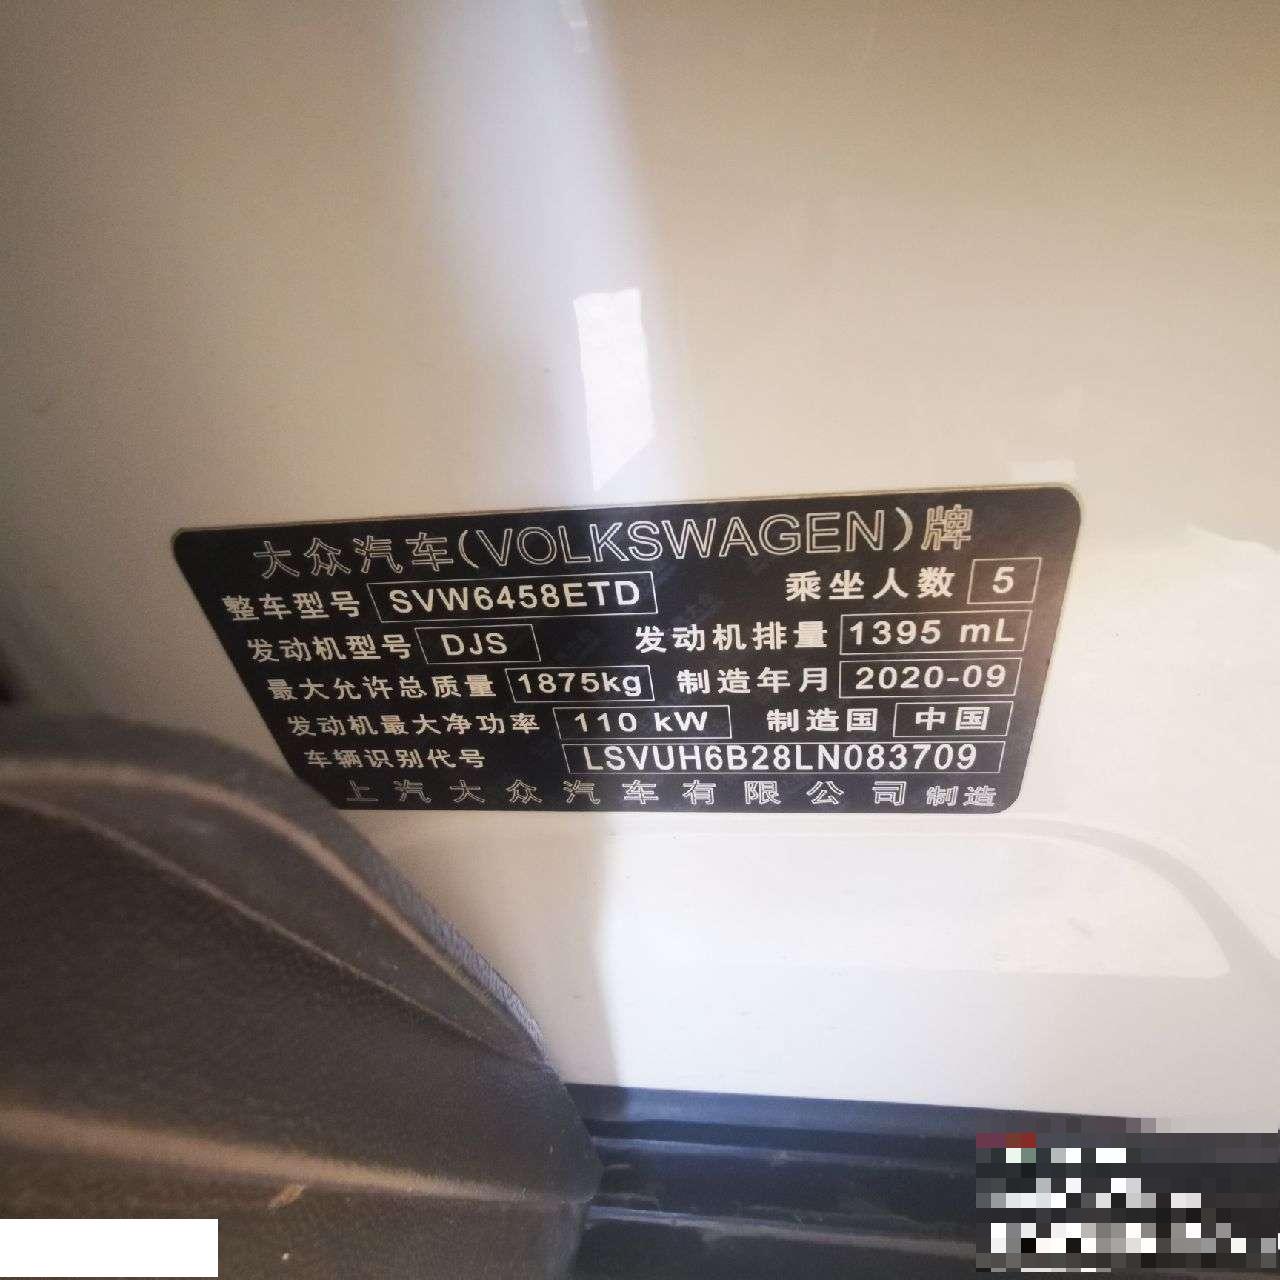 大众汽车(VOLKSWAGEN)牌
整车型号 SVW6458ETD 乘坐人数 5
发动机型号 DJS 发动机排量 1395 mL
最大允许总质量 1875kg 制造年月 2020-09
发动机最大净功率 110 kW 制造国 中国
车辆识别代号 LSVUH6B28LN083709
上汽大众汽车有限公司 制造